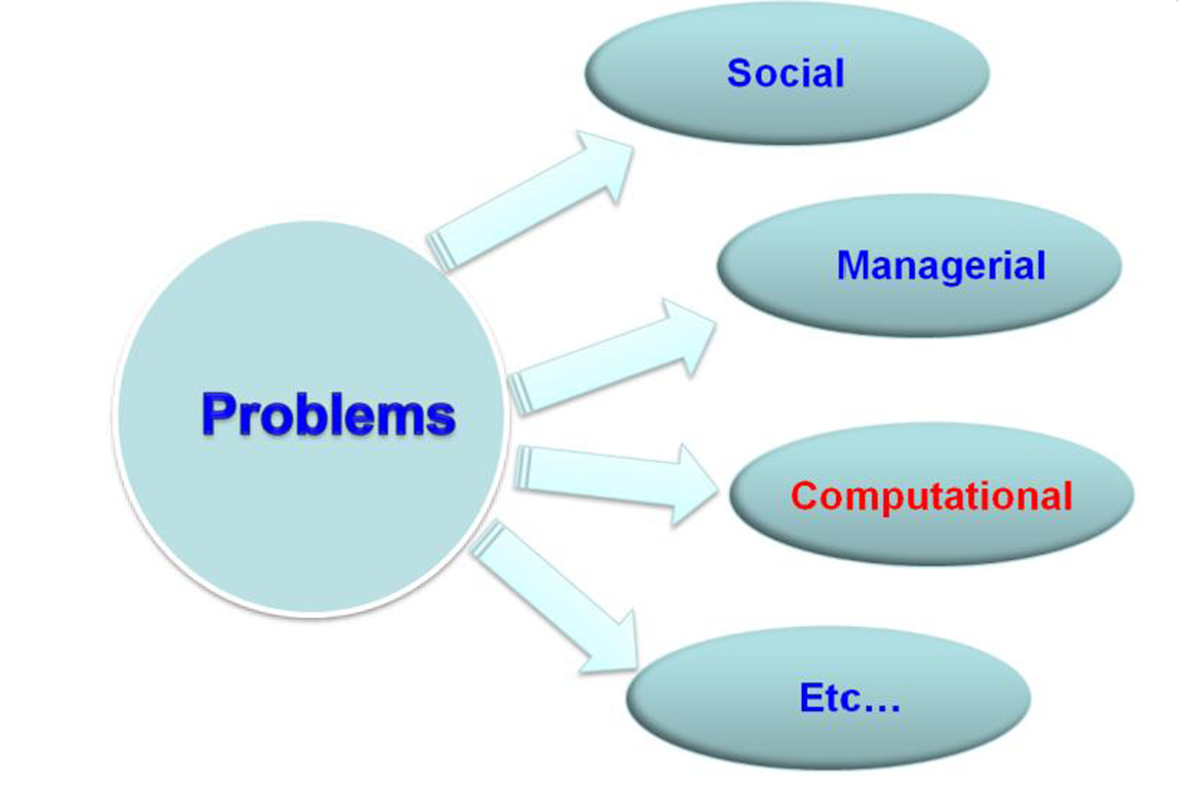 Social
Managerial
Problems
Computational
Etc…